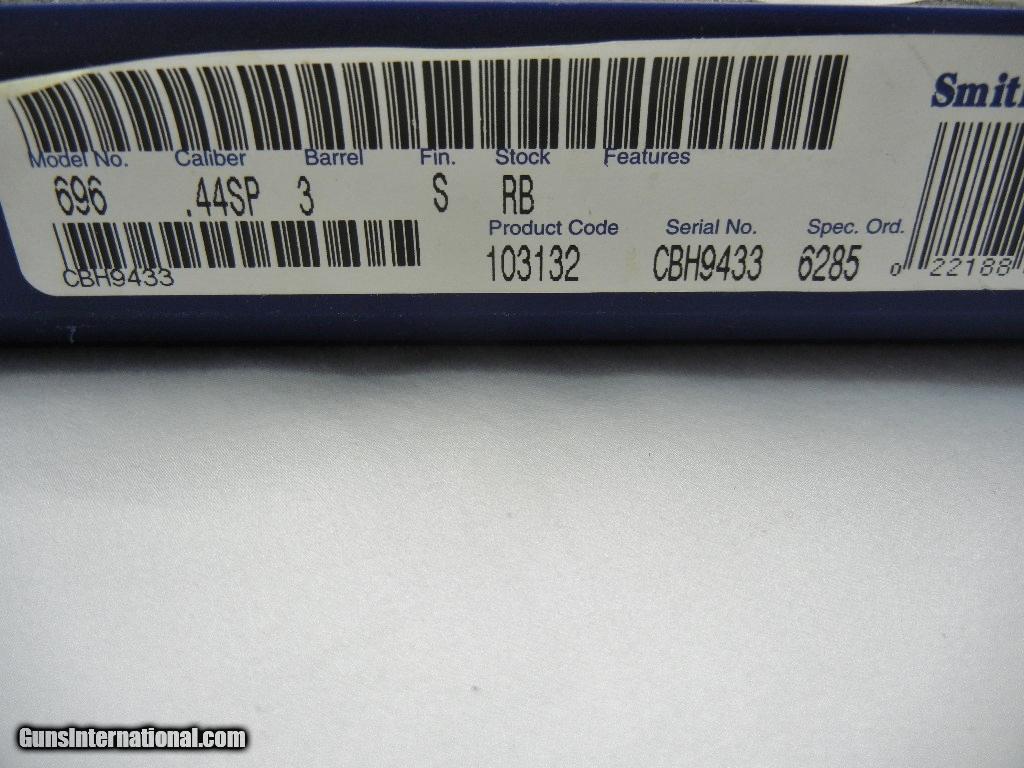 Model No. Caliber Barrel Fin. Stock Features
696 .44SP 3 S RB
Product Code Serial No. Spec. Ord.
103132 CBH9433 6285
CBH9433
0 22188
GunsInternational.com